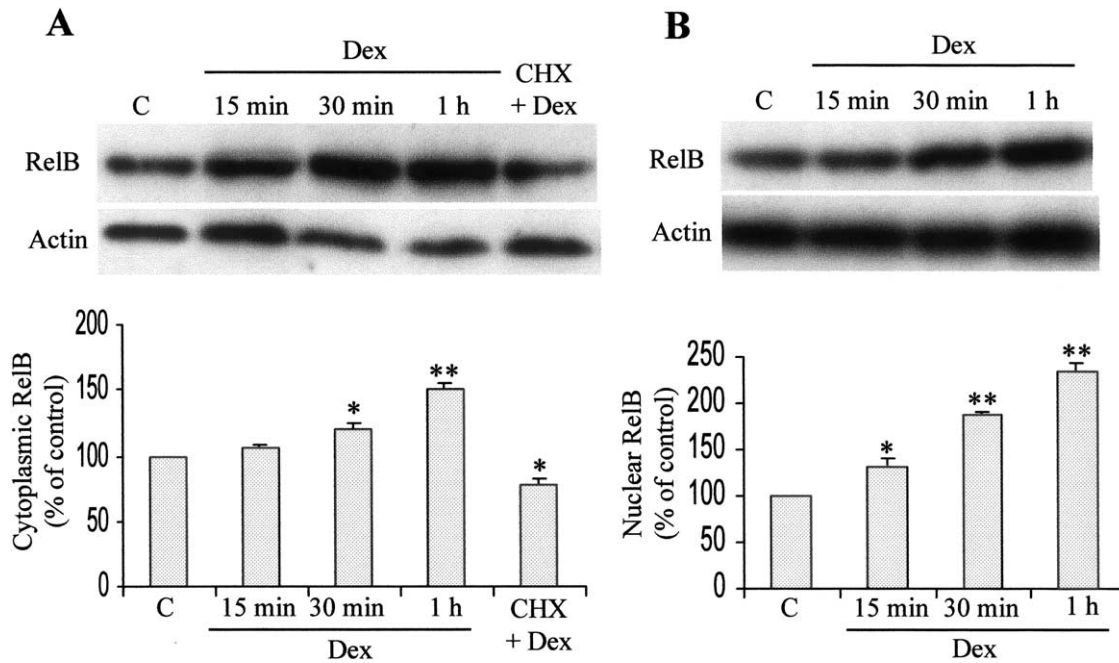 A
Dex
C
15 min
30 min
1 h
CHX
+ Dex
RelB
Actin
200
150
100
50
0
Cytoplasmic RelB
(% of control)
*
**
*
C
15 min
30 min
1 h
CHX
+ Dex
Dex
B
Dex
C
15 min
30 min
1 h
RelB
Actin
250
200
150
100
50
0
Nuclear RelB
(% of control)
*
**
**
C
15 min
30 min
1 h
Dex